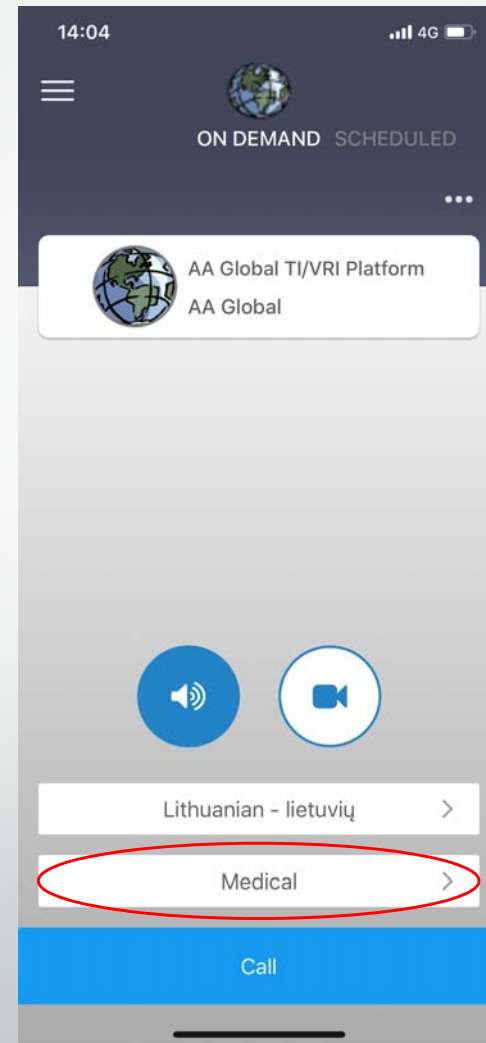 14:04
4G
ON DEMAND SCHEDULED
AA Global TI/VRI Platform
AA Global
Lithuanian - lietuvių
Medical
Call